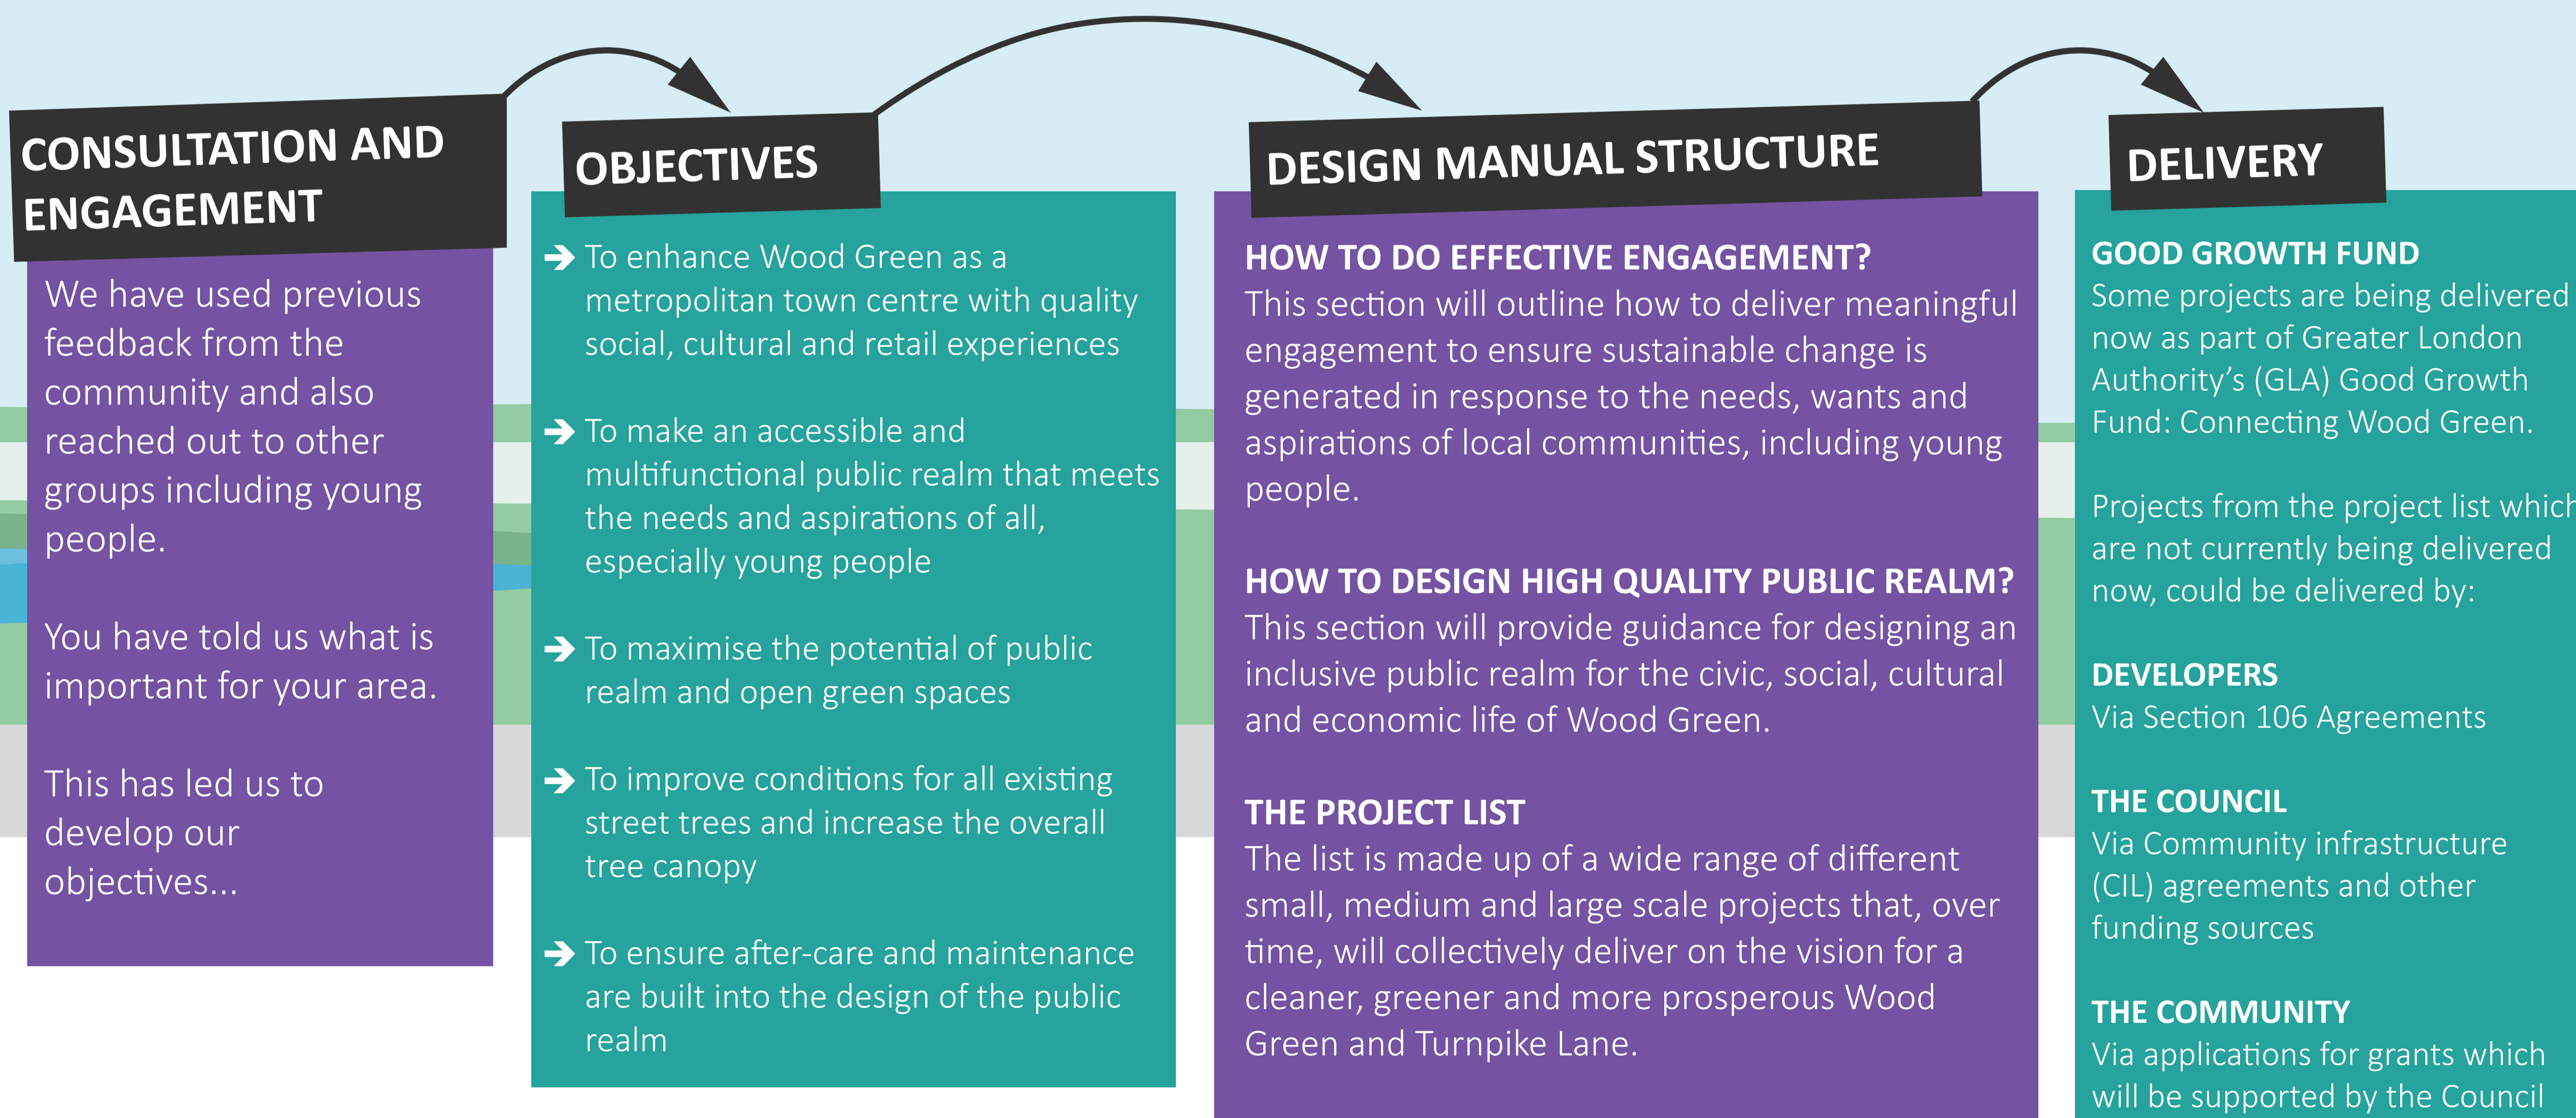 CONSULTATION AND
ENGAGEMENT
We have used previous
feedback from the
community and also
reached out to other
groups including young
people.
You have told us what is
important for your area.
This has led us to
develop our
objectives...
OBJECTIVES
To enhance Wood Green as a
metropolitan town centre with quality
social, cultural and retail experiences
To make an accessible and
multifunctional public realm that meets
the needs and aspirations of all,
especially young people
To maximise the potential of public
realm and open green spaces
To improve conditions for all existing
street trees and increase the overall
tree canopy
To ensure after-care and maintenance
are built into the design of the public
realm
DESIGN MANUAL STRUCTURE
HOW TO DO EFFECTIVE ENGAGEMENT?
This section will outline how to deliver meaningful
engagement to ensure sustainable change is
generated in response to the needs, wants and
aspirations of local communities, including young
people.
HOW TO DESIGN HIGH QUALITY PUBLIC REALM?
This section will provide guidance for designing an
inclusive public realm for the civic, social, cultural
and economic life of Wood Green.
THE PROJECT LIST
The list is made up of a wide range of different
small, medium and large scale projects that, over
time, will collectively deliver on the vision for a
cleaner, greener and more prosperous Wood
Green and Turnpike Lane.
DELIVERY
GOOD GROWTH FUND
Some projects are being delivered
now as part of Greater London
Authority's (GLA) Good Growth
Fund: Connecting Wood Green.
Projects from the project list which
are not currently being delivered
now, could be delivered by:
DEVELOPERS
Via Section 106 Agreements
THE COUNCIL
Via Community infrastructure
(CIL) agreements and other
funding sources
THE COMMUNITY
Via applications for grants which
will be supported by the Council